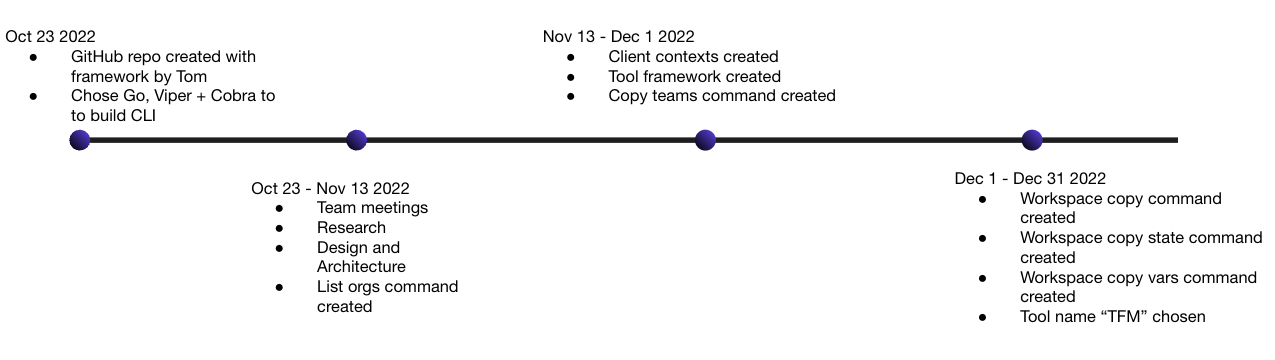 Oct 23 2022
● GitHub repo created with
framework by Tom
● Chose Go, Viper + Cobra to
to build CLI
Oct 23 - Nov 13 2022
● Team meetings
● Research
● Design and
Architecture
● List orgs command
created
Nov 13 - Dec 1 2022
● Client contexts created
● Tool framework created
● Copy teams command created
Dec 1 - Dec 31 2022
● Workspace copy command
created
● Workspace copy state command
created
● Workspace copy vars command
created
● Tool name “TFM” chosen